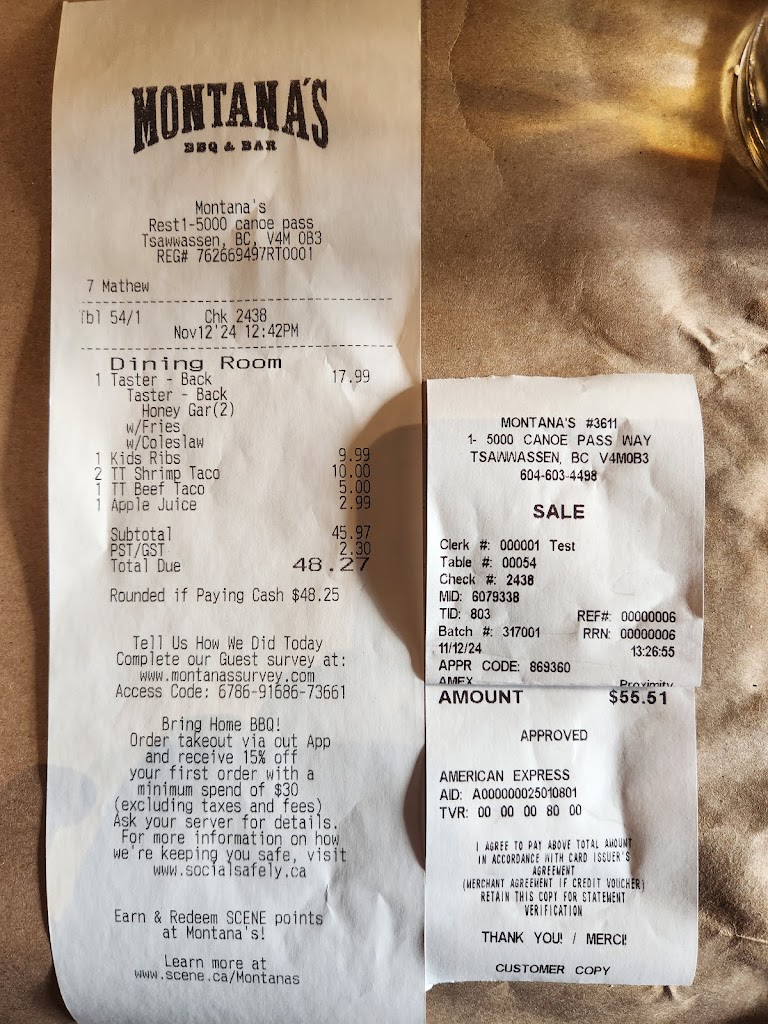 MONTANA'S
BBQ & BAR
Montana's
Rest1-5000 canoe pass
Tsawwassen, BC, V4M 0B3
REG# 762669497RT0001
7 Mathew
Tbl 54/1 Chk 2438
Nov12'24 12:42PM
Dining Room
1 Taster - Back 17.99
Taster - Back
Honey Gar(2)
w/Fries
w/Coleslaw
1 Kids Ribs 9.99
2 TT Shrimp Taco 10.00
1 TT Beef Taco 5.00
1 Apple Juice 2.99
Subtotal 45.97
PST/GST 2.30
Total Due 48.27
Rounded if Paying Cash $48.25
Tell Us How We Did Today
Complete our Guest survey at:
www.montanassurvey.com
Access Code: 6786-91686-73661
Bring Home BBQ!
Order takeout via out App
and receive 15% off
your first order with a
minimum spend of $30
(excluding taxes and fees)
Ask your server for details.
For more information on how
we're keeping you safe, visit
www.socialsafely.ca
Earn & Redeem SCENE points
at Montana's!
Learn more at
www.scene.ca/Montanas
MONTANA'S #3611
1- 5000 CANOE PASS WAY
TSAWWASSEN, BC V4M0B3
604-603-4498
SALE
Clerk #: 000001 Test
Table #: 00054
Check #: 2438
MID: 6079338
TID: 803 REF#: 00000006
Batch #: 317001 RRN: 00000006
11/12/24 13:26:55
APPR CODE: 869360
AMEX Proximity
AMOUNT $55.51
APPROVED
AMERICAN EXPRESS
AID: A000000025010801
TVR: 00 00 00 80 00
I AGREE TO PAY ABOVE TOTAL AMOUNT
IN ACCORDANCE WITH CARD ISSUER'S
AGREEMENT
(MERCHANT AGREEMENT IF CREDIT VOUCHER)
RETAIN THIS COPY FOR STATEMENT
VERIFICATION
THANK YOU! / MERCI!
CUSTOMER COPY